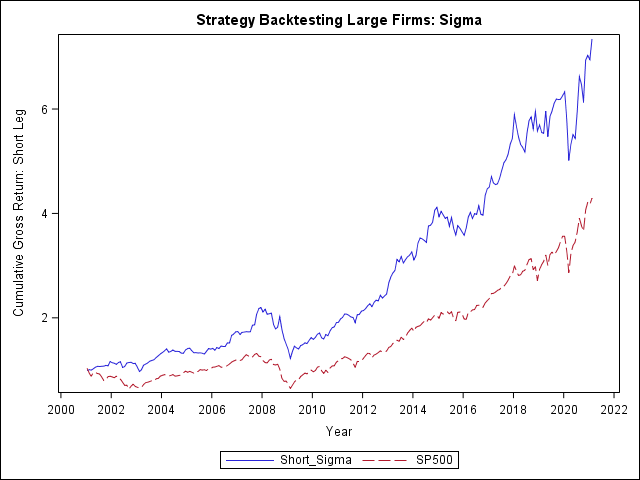 Strategy Backtesting Large Firms: Sigma
Cumulative Gross Return: Short Leg
6
4
2
2000 2002 2004 2006 2008 2010 2012 2014 2016 2018 2020 2022
Year
Short_Sigma SP500